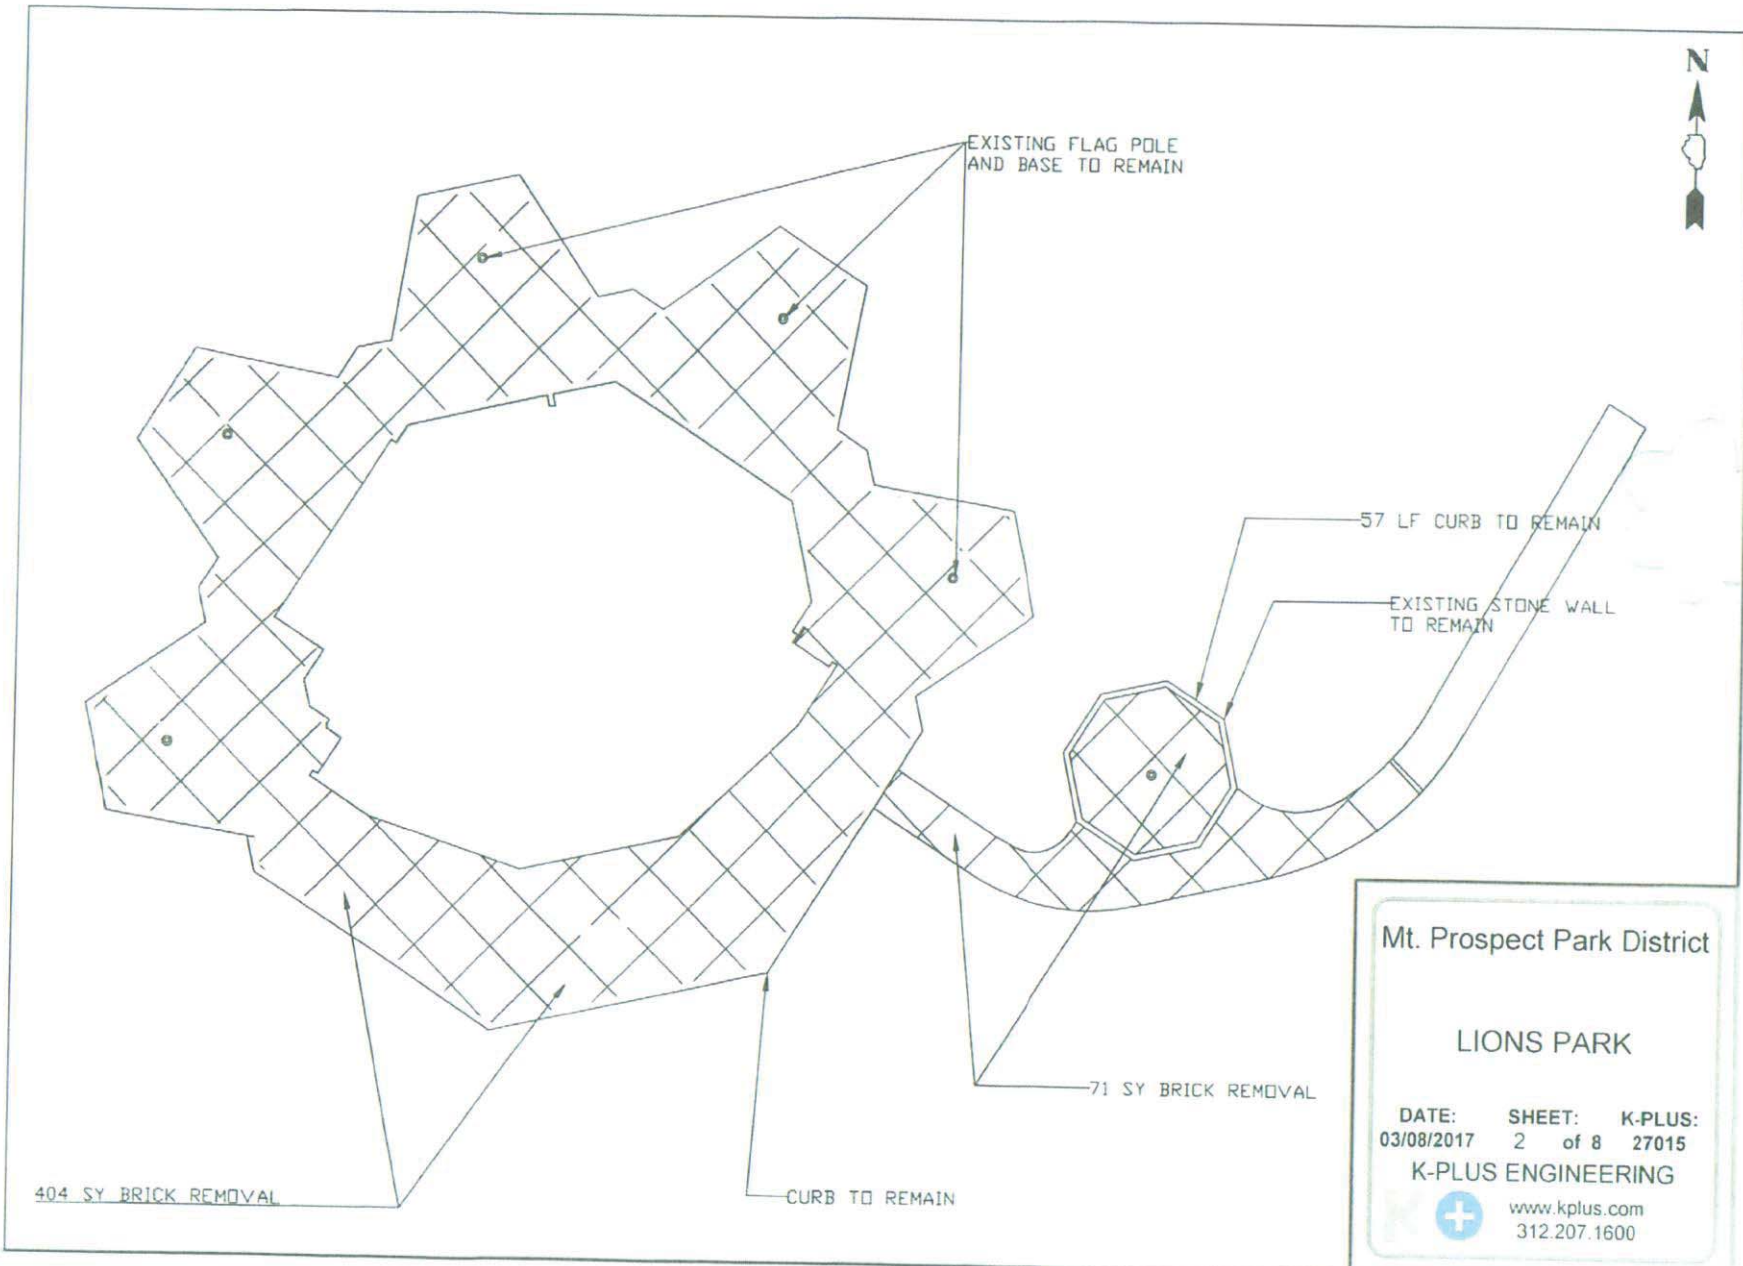 N
EXISTING FLAG POLE
AND BASE TO REMAIN
57 LF CURB TO REMAIN
EXISTING STONE WALL
TO REMAIN
71 SY BRICK REMOVAL
404 SY BRICK REMOVAL
CURB TO REMAIN
Mt. Prospect Park District
LIONS PARK
DATE: SHEET: K-PLUS:
03/08/2017 2 of 8 27015
K-PLUS ENGINEERING
K
www.kplus.com
312.207.1600